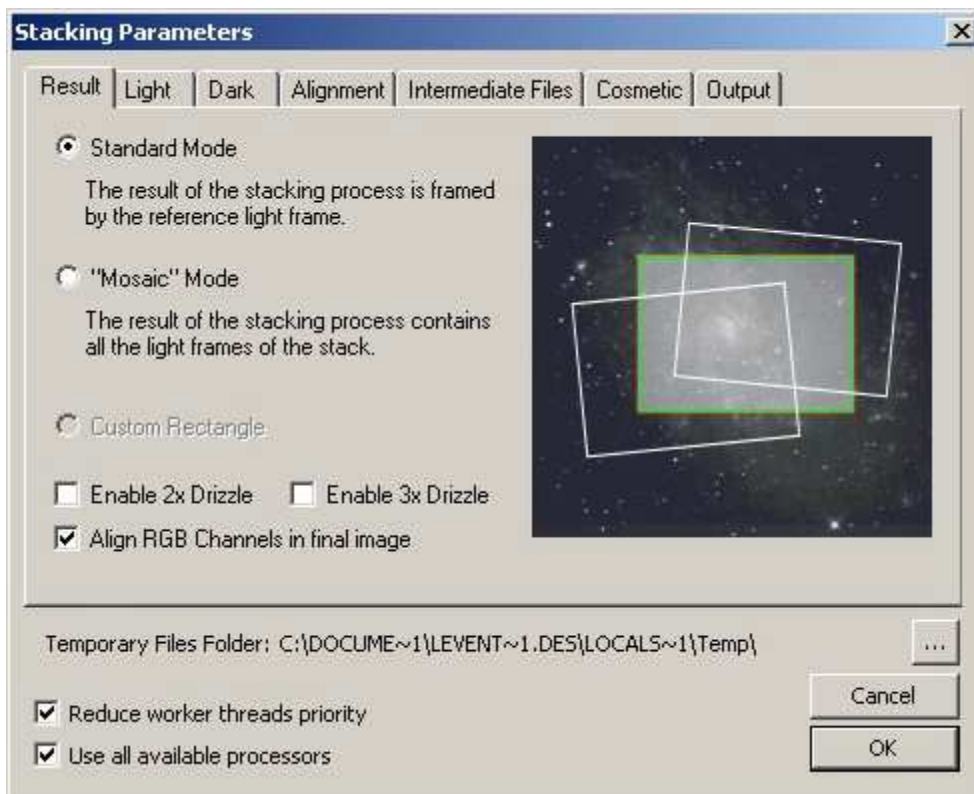 Stacking Parameters
Result Light Dark Alignment Intermediate Files Cosmetic Output
Standard Mode
The result of the stacking process is framed
by the reference light frame.
"Mosaic" Mode
The result of the stacking process contains
all the light frames of the stack.
Custom Rectangle
Enable 2x Drizzle Enable 3x Drizzle
Align RGB Channels in final image
Temporary Files Folder: C:\DOCUME~1\LEVENT~1.DES\LOCALS~1\Temp\ ...
Cancel
Reduce worker threads priority
OK
Use all available processors